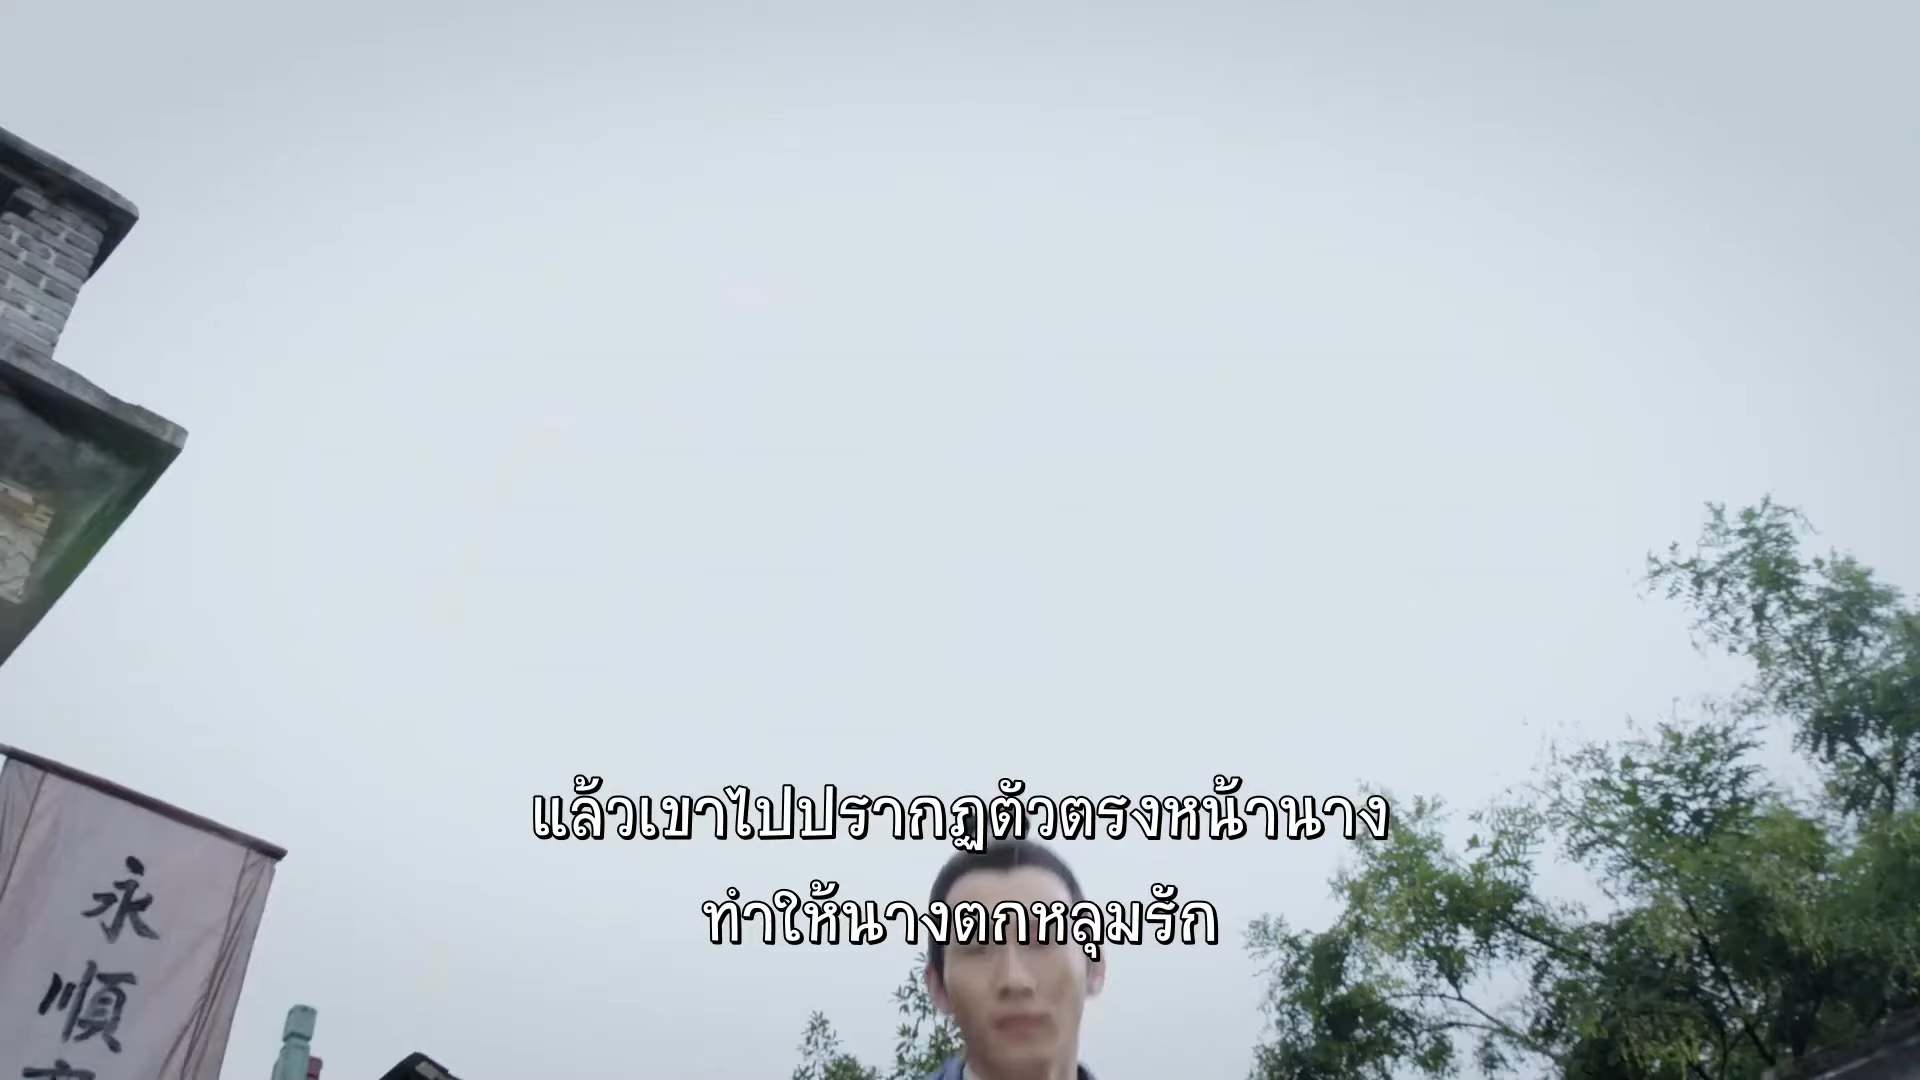 แล้วเขาไปปรากฏตัวตรงหน้านาง
ทำให้นางตกหลุมรัก
永
順